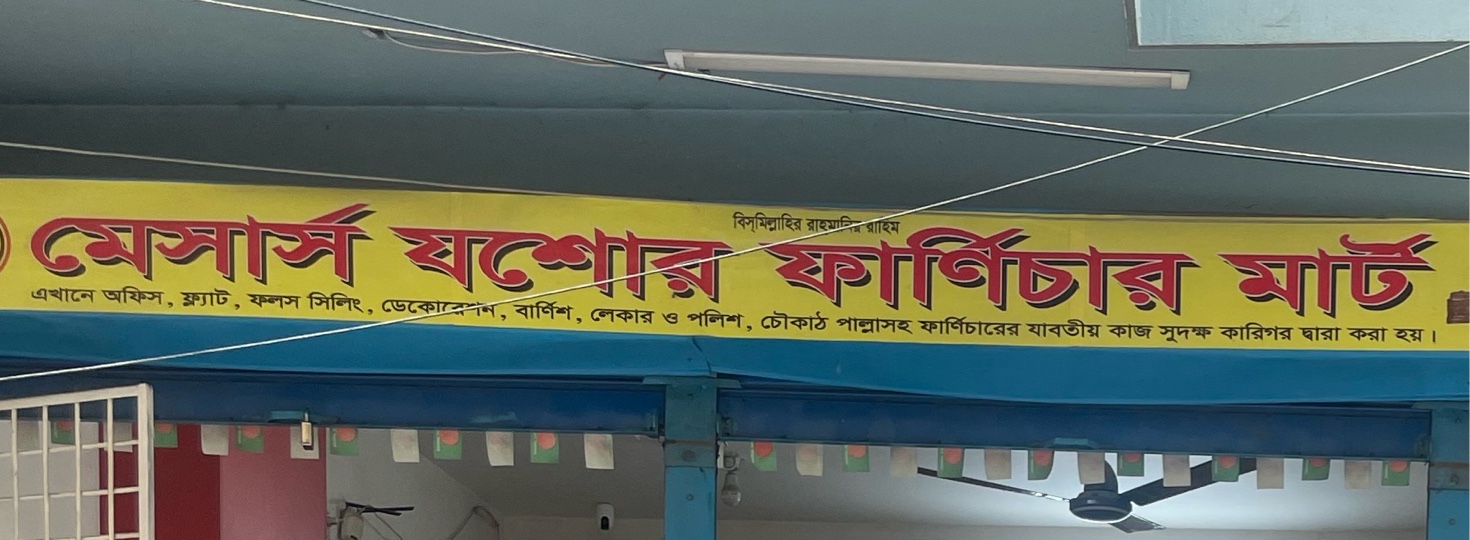 বিস্‌মিল্লাহির রাহমানির রাহিম
মেসার্স যশোর ফার্ণিচার মার্ট
এখানে অফিস, ফ্ল্যাট, ফলস সিলিং, ডেকোরেশন, বার্ণিশ, লেকার ও পলিশ, চৌকাঠ পাল্লাসহ ফার্ণিচারের যাবতীয় কাজ সুদক্ষ কারিগর দ্বারা করা হয়।